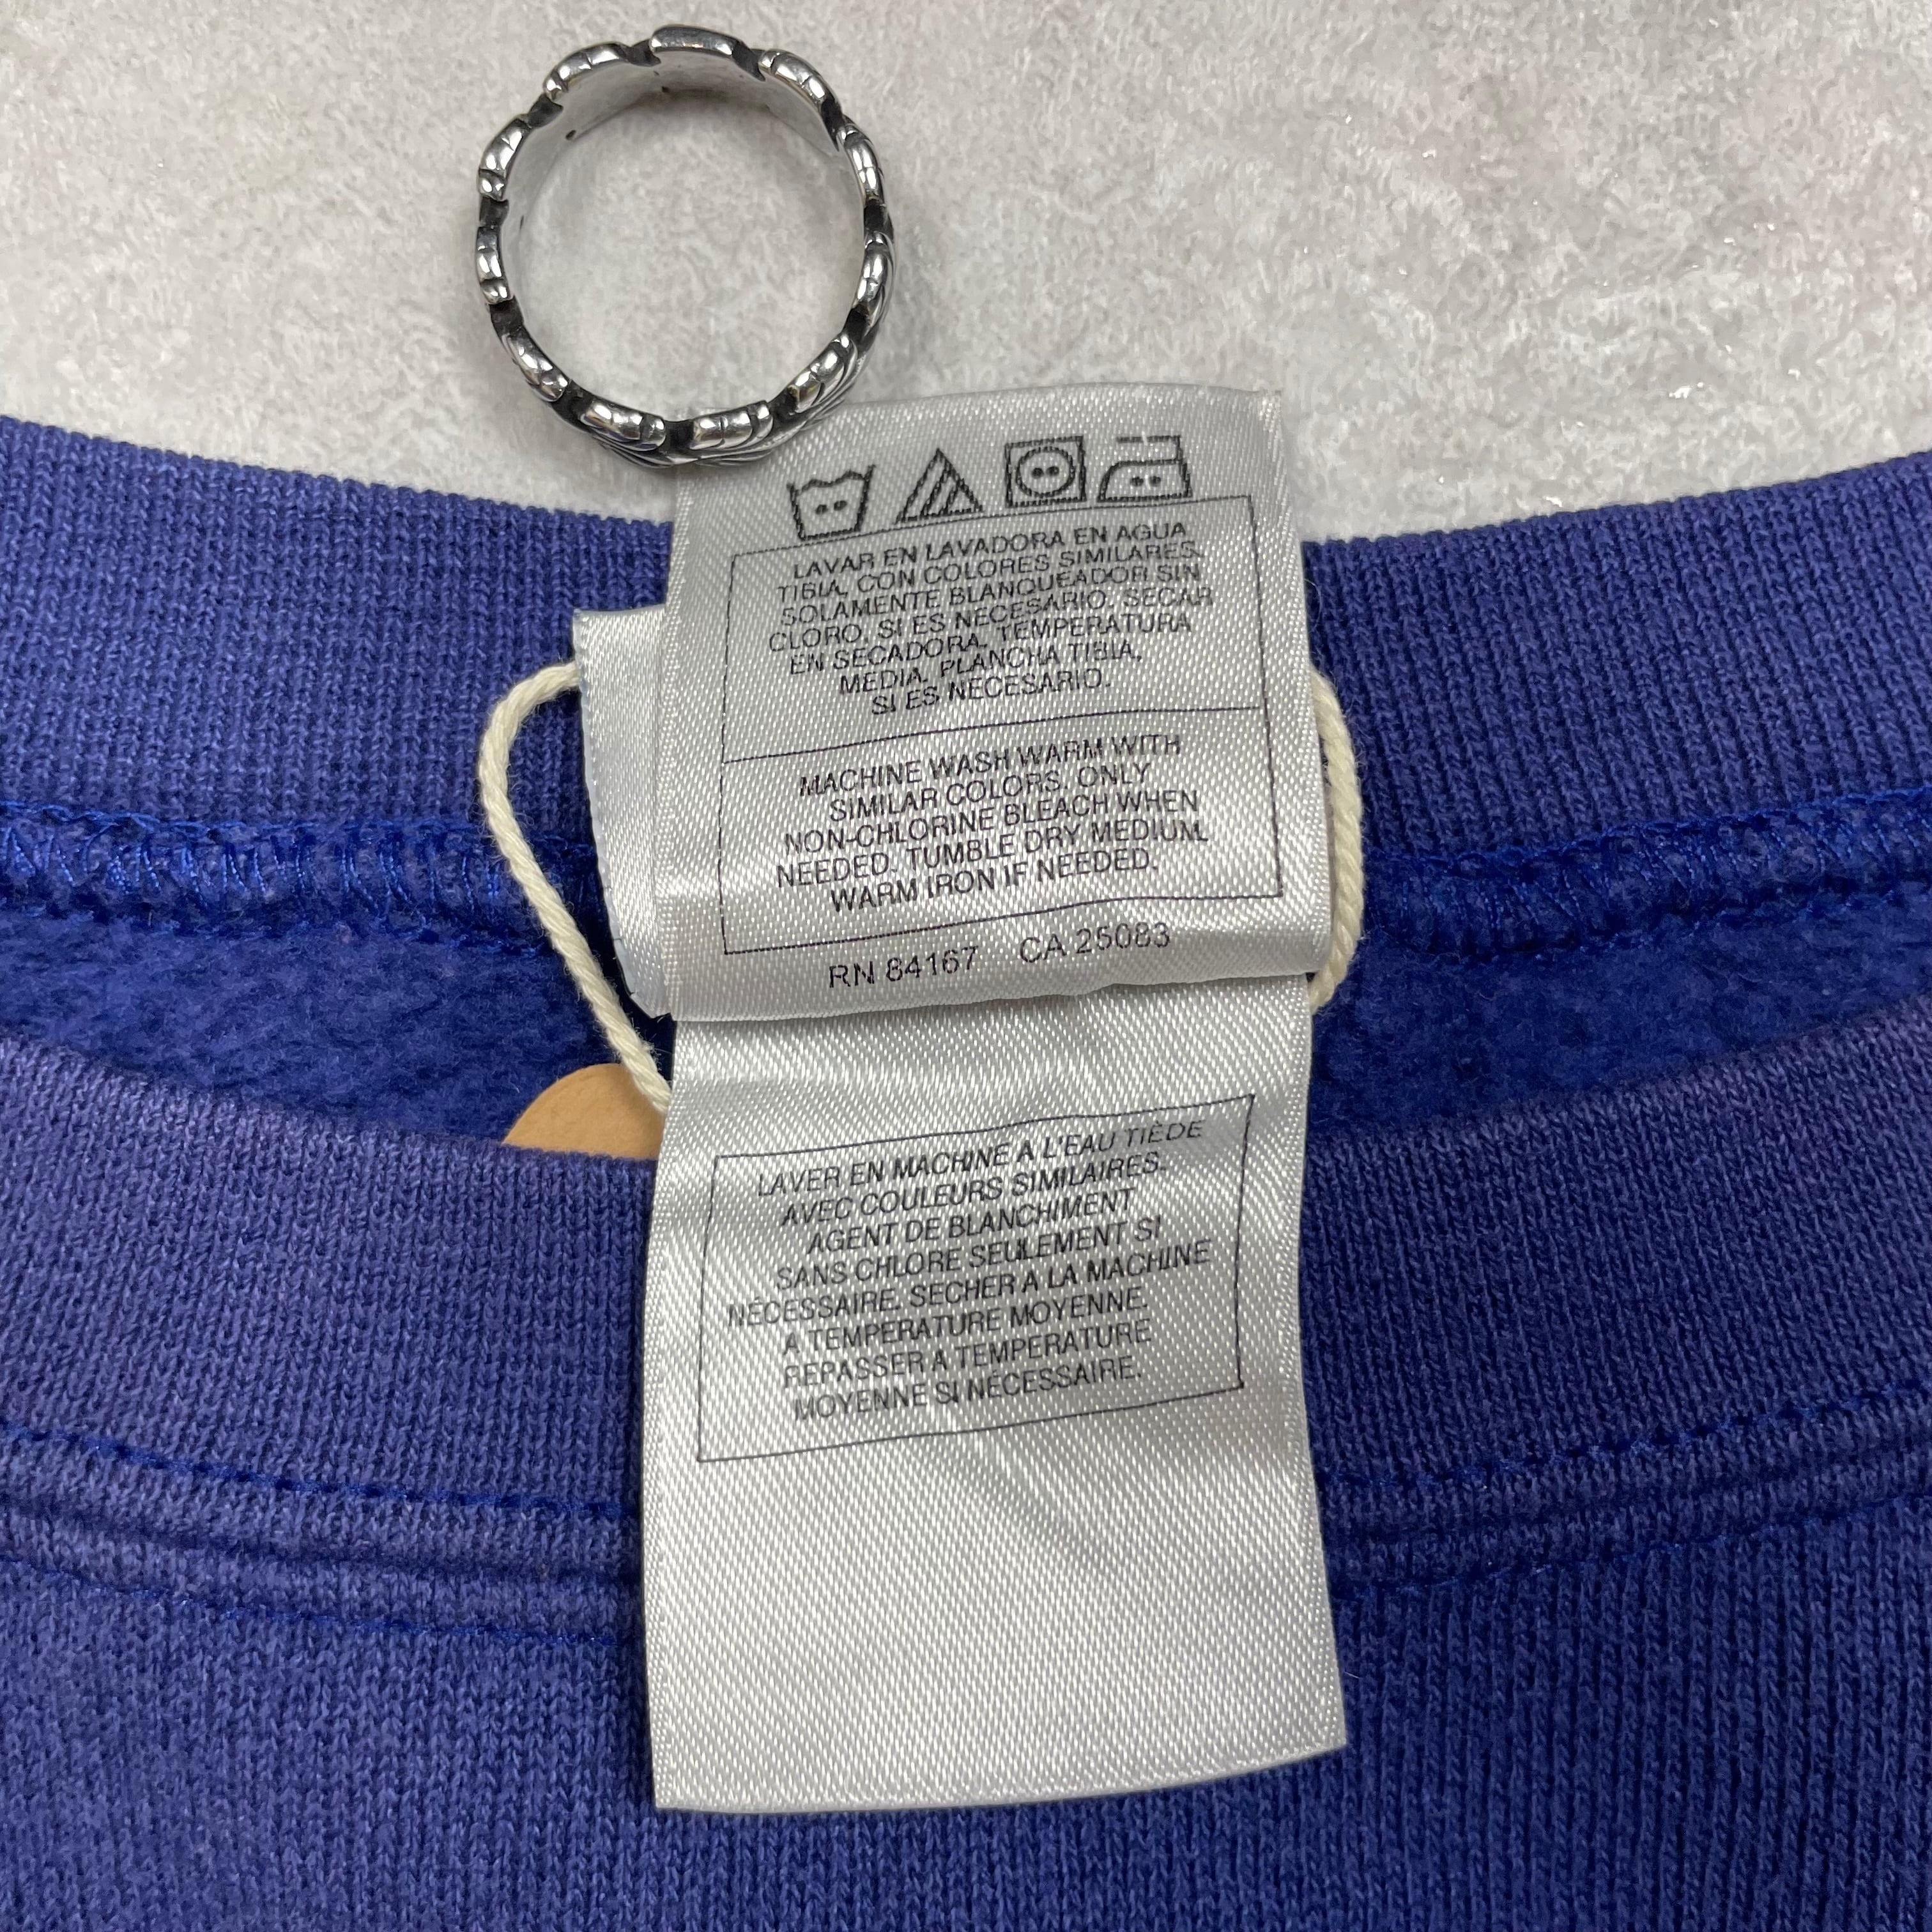 LAVAR EN LAVADORA EN AGUA
TIBIA, CON COLORES SIMILARES.
SOLAMENTE BLANQUEADOR SIN
CLORO, SI ES NECESARIO. SECAR
EN SECADORA, TEMPERATURA
MEDIA. PLANCHA TIBIA,
SI ES NECESARIO.
MACHINE WASH WARM WITH
SIMILAR COLORS. ONLY
NON-CHLORINE BLEACH WHEN
NEEDED. TUMBLE DRY MEDIUM.
WARM IRON IF NEEDED.
RN 84167 CA 25083
LAVER EN MACHINE A L'EAU TIÈDE
AVEC COULEURS SIMILAIRES.
AGENT DE BLANCHIMENT
SANS CHLORE SEULEMENT SI
NÉCESSAIRE. SECHER A LA MACHINE
A TEMPERATURE MOYENNE.
REPASSER A TEMPERATURE
MOYENNE SI NÉCESSAIRE.